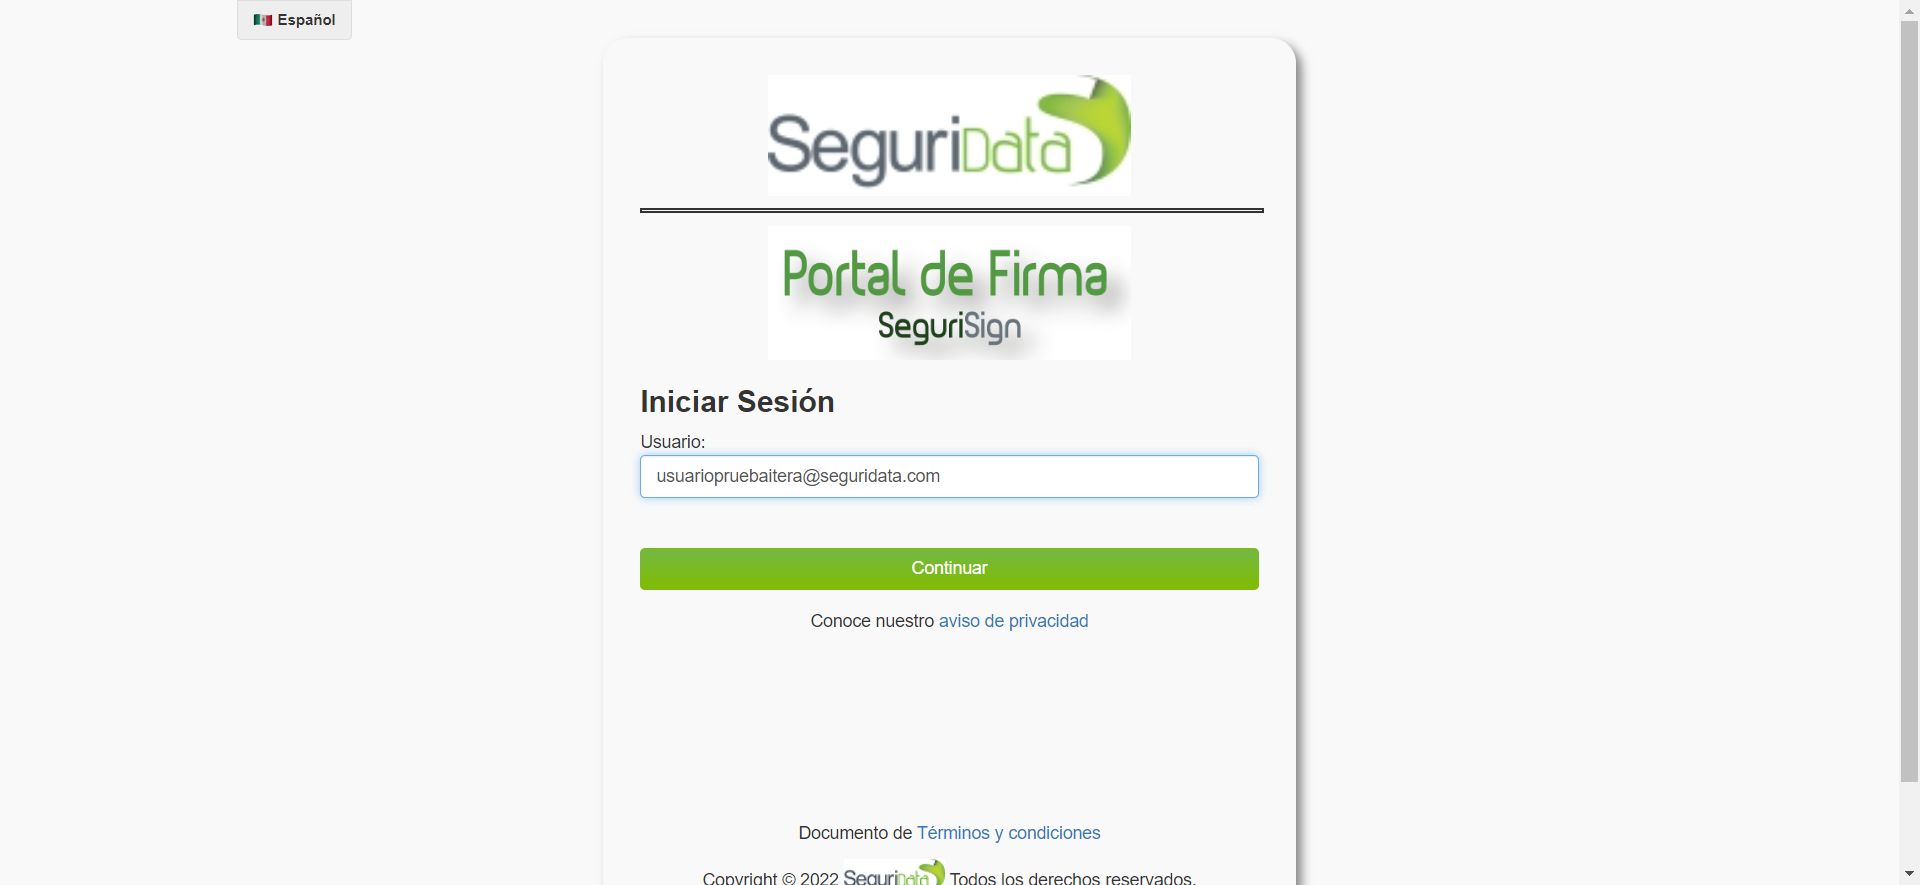 Español
SeguriData
Portal de Firma
SeguriSign
Iniciar Sesión
Usuario:
usuariopruebaitera@seguridata.com
Continuar
Conoce nuestro aviso de privacidad
Documento de Términos y condiciones
Copyright © 2022 SeguriData Todos los derechos reservados.